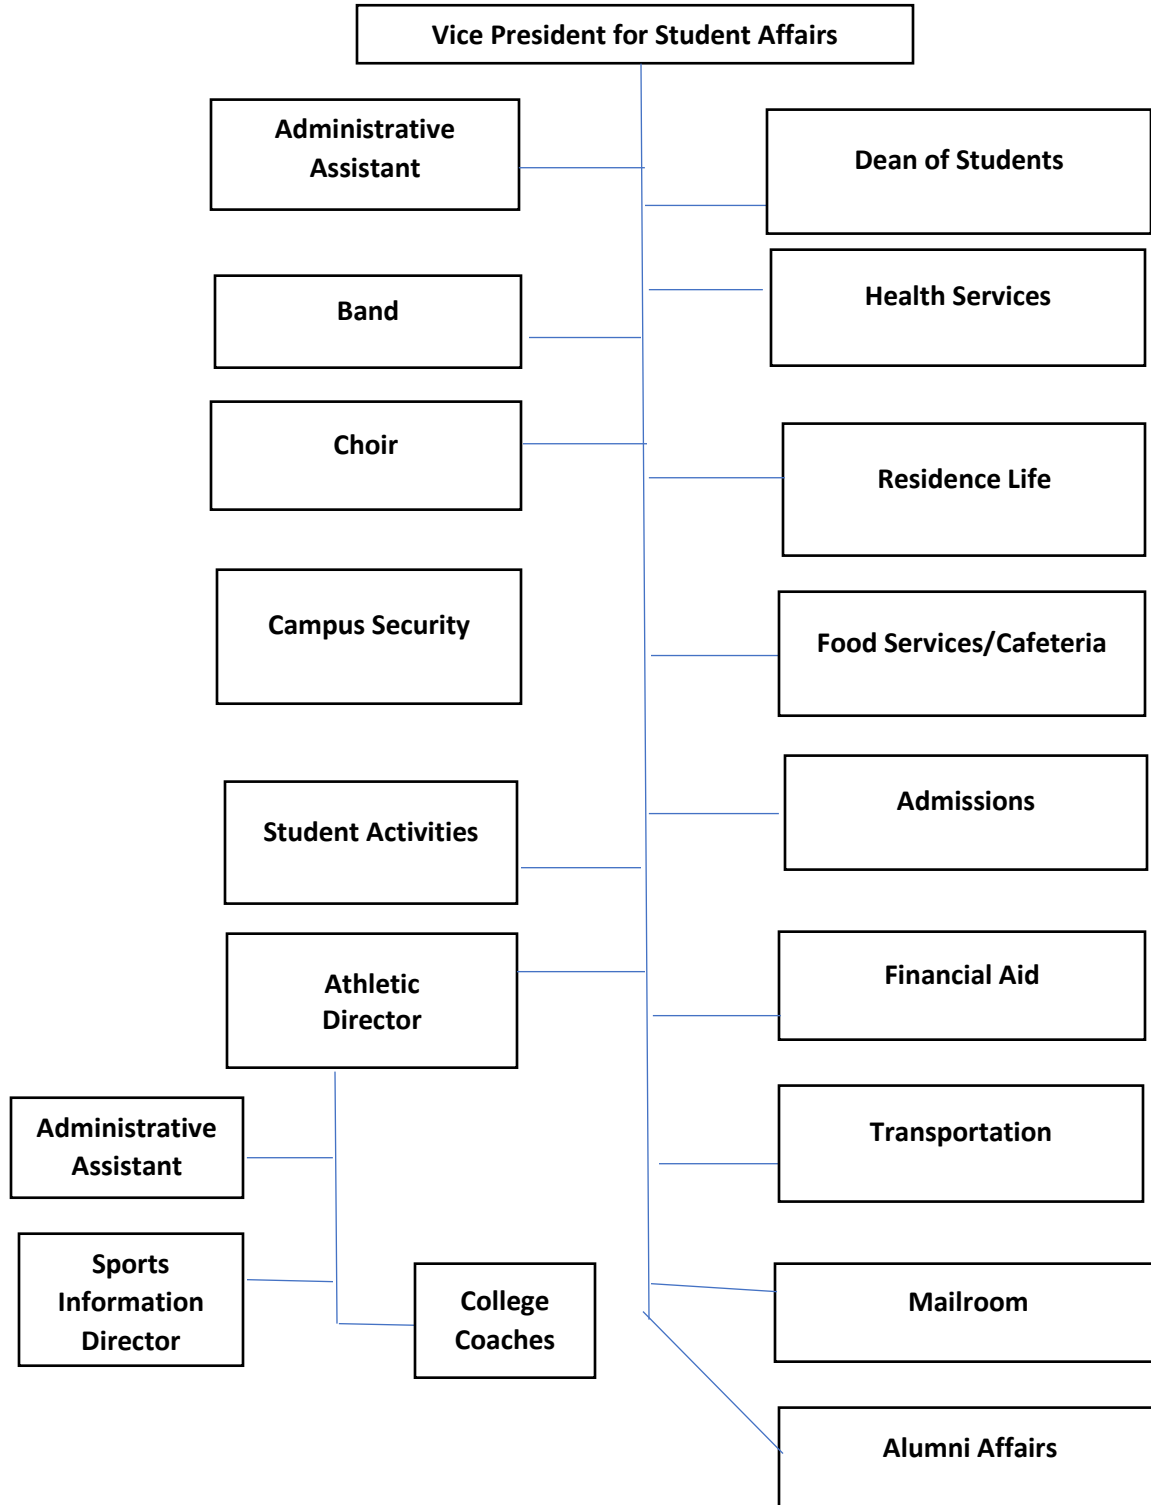 Vice President for Student Affairs
Administrative
Assistant
Dean of Students
Band
Health Services
Choir
Residence Life
Campus Security
Food Services/Cafeteria
Student Activities
Admissions
Athletic
Director
Financial Aid
Administrative
Assistant
Transportation
Sports
Information
Director
College
Coaches
Mailroom
Alumni Affairs